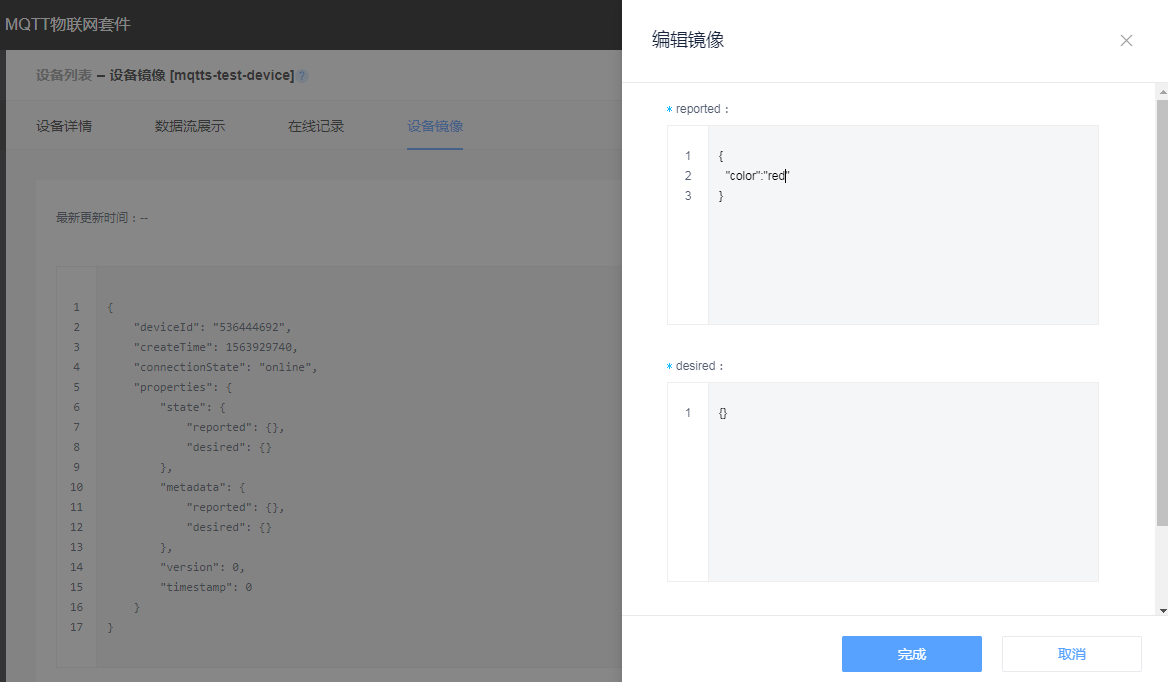 MQTT物联网套件
设备列表 – 设备镜像 [mqtts-test-device] ?
设备详情 数据流展示 在线记录 设备镜像
最新更新时间：--
1 {
2 "deviceId": "536444692",
3 "createTime": 1563929740,
4 "connectionState": "online",
5 "properties": {
6 "state": {
7 "reported": {},
8 "desired": {}
9 },
10 "metadata": {
11 "reported": {},
12 "desired": {}
13 },
14 "version": 0,
15 "timestamp": 0
16 }
17 }
编辑镜像
* reported：
1 {
2 "color":"red"
3 }
* desired：
1 {}
完成 取消